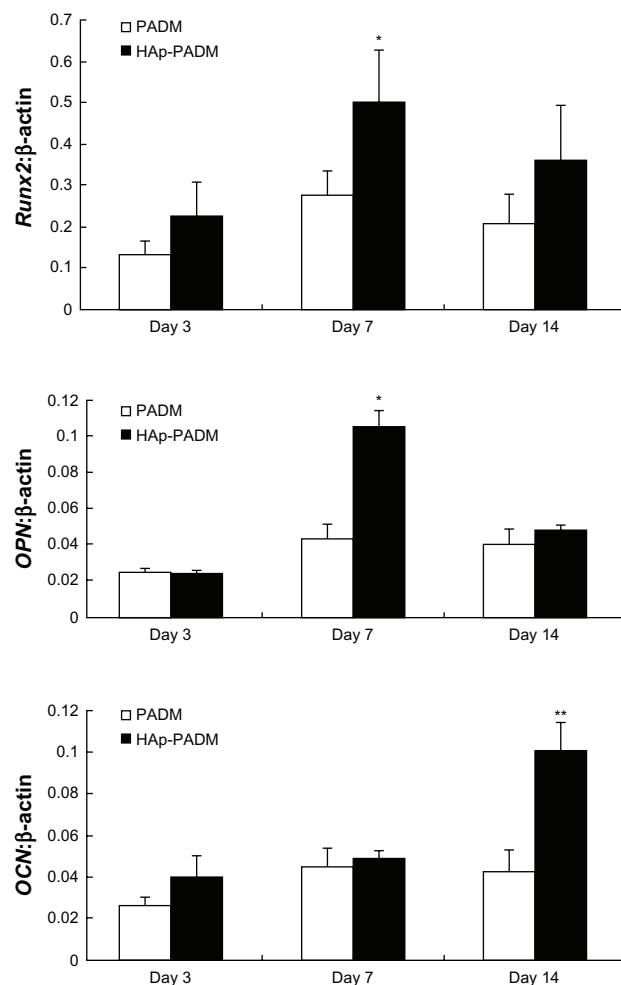 Runx2:β-actin
0.7
0.6
0.5
0.4
0.3
0.2
0.1
0
PADM
HAp-PADM
*
Day 3 Day 7 Day 14
OPN:β-actin
0.12
0.1
0.08
0.06
0.04
0.02
0
PADM
HAp-PADM
*
Day 3 Day 7 Day 14
OCN:β-actin
0.12
0.1
0.08
0.06
0.04
0.02
0
PADM
HAp-PADM
**
Day 3 Day 7 Day 14